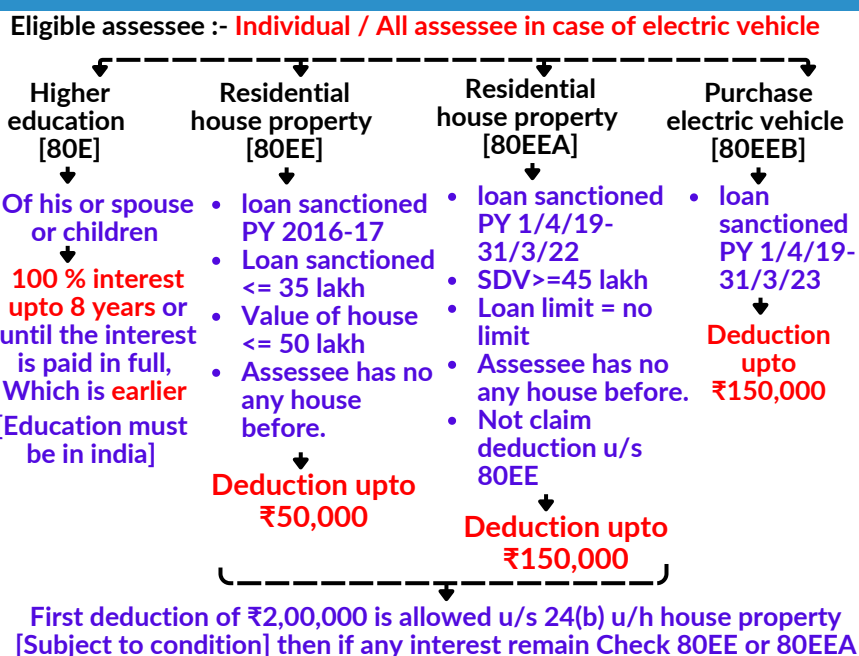 Eligible assessee :- Individual / All assessee in case of electric vehicle
Higher
education
[80E]
Of his or spouse
or children
100 % interest
upto 8 years or
until the interest
is paid in full,
Which is earlier
[Education must
be in india]
Residential
house property
[80EE]
• loan sanctioned
PY 2016-17
• Loan sanctioned
<= 35 lakh
• Value of house
<= 50 lakh
• Assessee has no
any house
before.
Deduction upto
₹50,000
Residential
house property
[80EEA]
• loan sanctioned
PY 1/4/19-
31/3/22
• SDV>=45 lakh
• Loan limit = no
limit
• Assessee has no
any house before.
• Not claim
deduction u/s
80EE
Deduction upto
₹150,000
Purchase
electric vehicle
[80EEB]
• loan
sanctioned
PY 1/4/19-
31/3/23
Deduction
upto
₹150,000
First deduction of ₹2,00,000 is allowed u/s 24(b) u/h house property
[Subject to condition] then if any interest remain Check 80EE or 80EEA